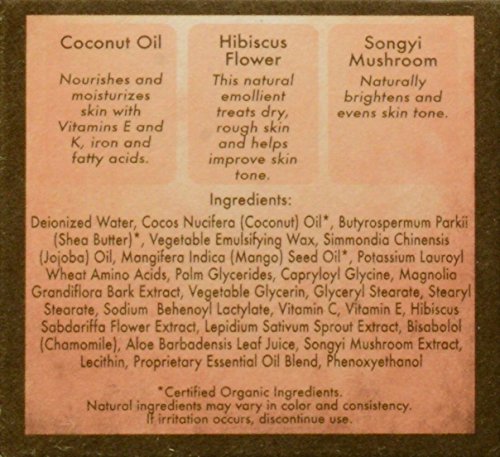 Coconut Oil
Nourishes and
moisturizes
skin with
Vitamins E and
K, iron and
fatty acids.
Hibiscus
Flower
This natural
emollient
treats dry,
rough skin
and helps
improve skin
tone.
Songyi
Mushroom
Naturally
brightens and
evens skin tone.
Ingredients:
Deionized Water, Cocos Nucifera (Coconut) Oil*, Butyrospermum Parkii
(Shea Butter)*, Vegetable Emulsifying Wax, Simmondia Chinensis
(Jojoba) Oil, Mangifera Indica (Mango) Seed Oil*, Potassium Lauroyl
Wheat Amino Acids, Palm Glycerides, Capryloyl Glycine, Magnolia
Grandiflora Bark Extract, Vegetable Glycerin, Glyceryl Stearate, Stearyl
Stearate, Sodium Behenoyl Lactylate, Vitamin C, Vitamin E, Hibiscus
Sabdariffa Flower Extract, Lepidium Sativum Sprout Extract, Bisabolol
(Chamomile), Aloe Barbadensis Leaf Juice, Songyi Mushroom Extract,
Lecithin, Proprietary Essential Oil Blend, Phenoxyethanol
*Certified Organic Ingredients.
Natural ingredients may vary in color and consistency.
If irritation occurs, discontinue use.